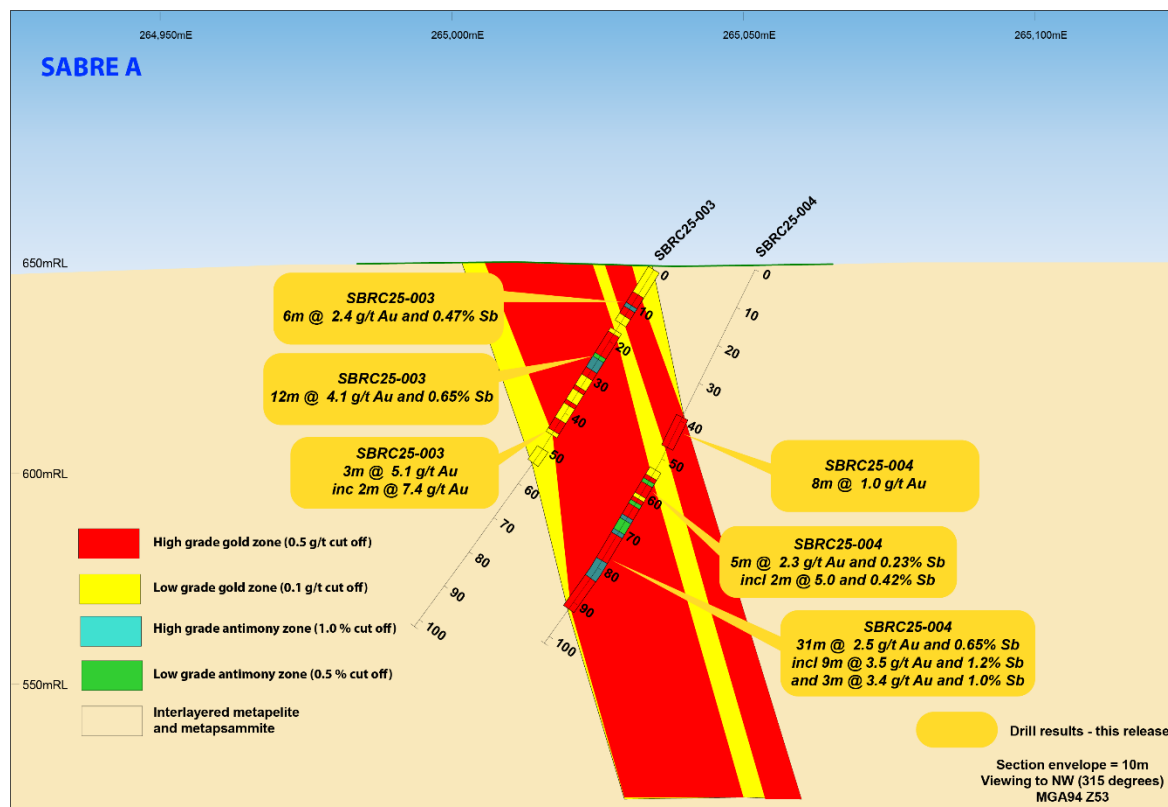 264,950mE
265,000mE
265,050mE
265,100mE
SABRE A
SBRC25-003
SBRC25-004
650mRL
600mRL
550mRL
0
10
20
30
40
50
60
70
80
90
100
0
10
20
30
40
50
60
70
80
90
100
SBRC25-003
6m @ 2.4 g/t Au and 0.47% Sb
SBRC25-003
12m @ 4.1 g/t Au and 0.65% Sb
SBRC25-003
3m @ 5.1 g/t Au
inc 2m @ 7.4 g/t Au
SBRC25-004
8m @ 1.0 g/t Au
SBRC25-004
5m @ 2.3 g/t Au and 0.23% Sb
incl 2m @ 5.0 and 0.42% Sb
SBRC25-004
31m @ 2.5 g/t Au and 0.65% Sb
incl 9m @ 3.5 g/t Au and 1.2% Sb
and 3m @ 3.4 g/t Au and 1.0% Sb
High grade gold zone (0.5 g/t cut off)
Low grade gold zone (0.1 g/t cut off)
High grade antimony zone (1.0 % cut off)
Low grade antimony zone (0.5 % cut off)
Interlayered metapelite
and metapsammite
Drill results - this release
Section envelope = 10m
Viewing to NW (315 degrees)
MGA94 Z53